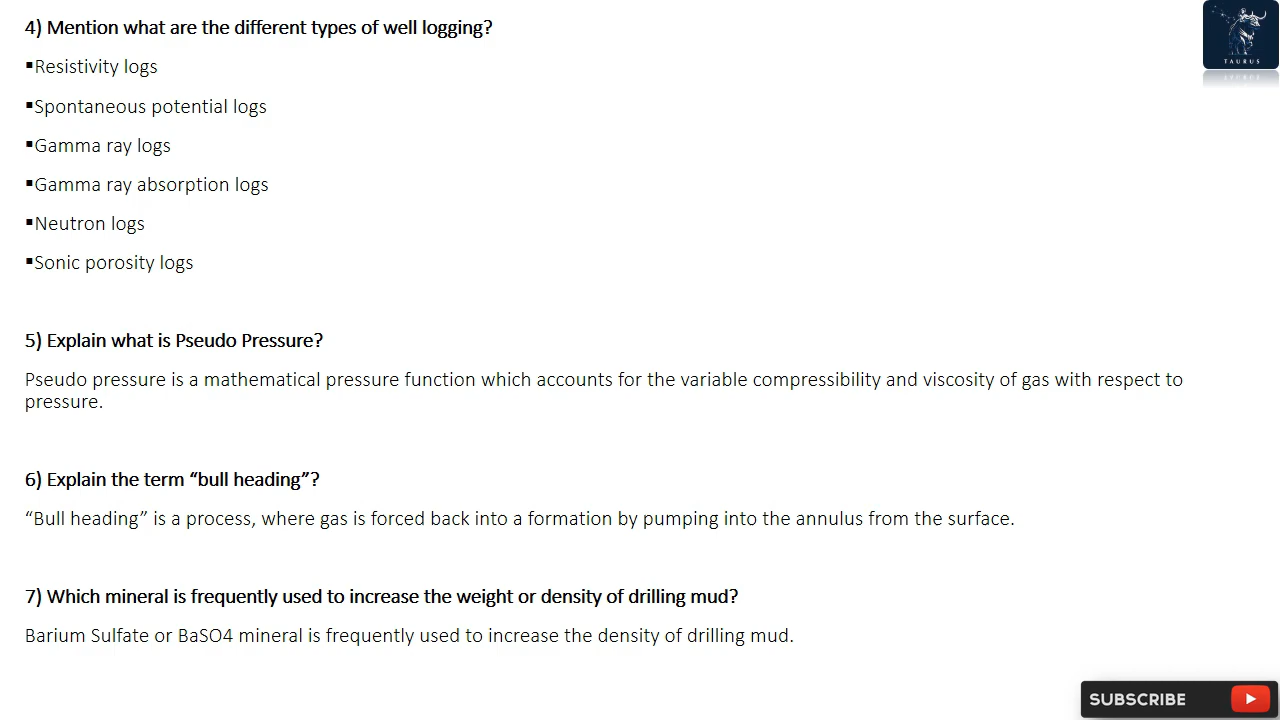 4) Mention what are the different types of well logging?
▪Resistivity logs
▪Spontaneous potential logs
▪Gamma ray logs
▪Gamma ray absorption logs
▪Neutron logs
▪Sonic porosity logs
5) Explain what is Pseudo Pressure?
Pseudo pressure is a mathematical pressure function which accounts for the variable compressibility and viscosity of gas with respect to
pressure.
6) Explain the term “bull heading”?
“Bull heading” is a process, where gas is forced back into a formation by pumping into the annulus from the surface.
7) Which mineral is frequently used to increase the weight or density of drilling mud?
Barium Sulfate or BaSO4 mineral is frequently used to increase the density of drilling mud.
TAURUS
SUBSCRIBE